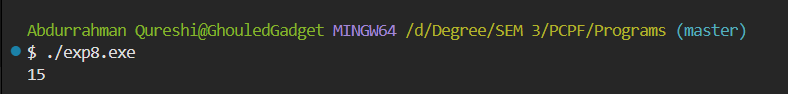 Abdurrahman Qureshi@GhouledGadget MINGW64 /d/Degree/SEM 3/PCPF/Programs (master)
$ ./exp8.exe
15